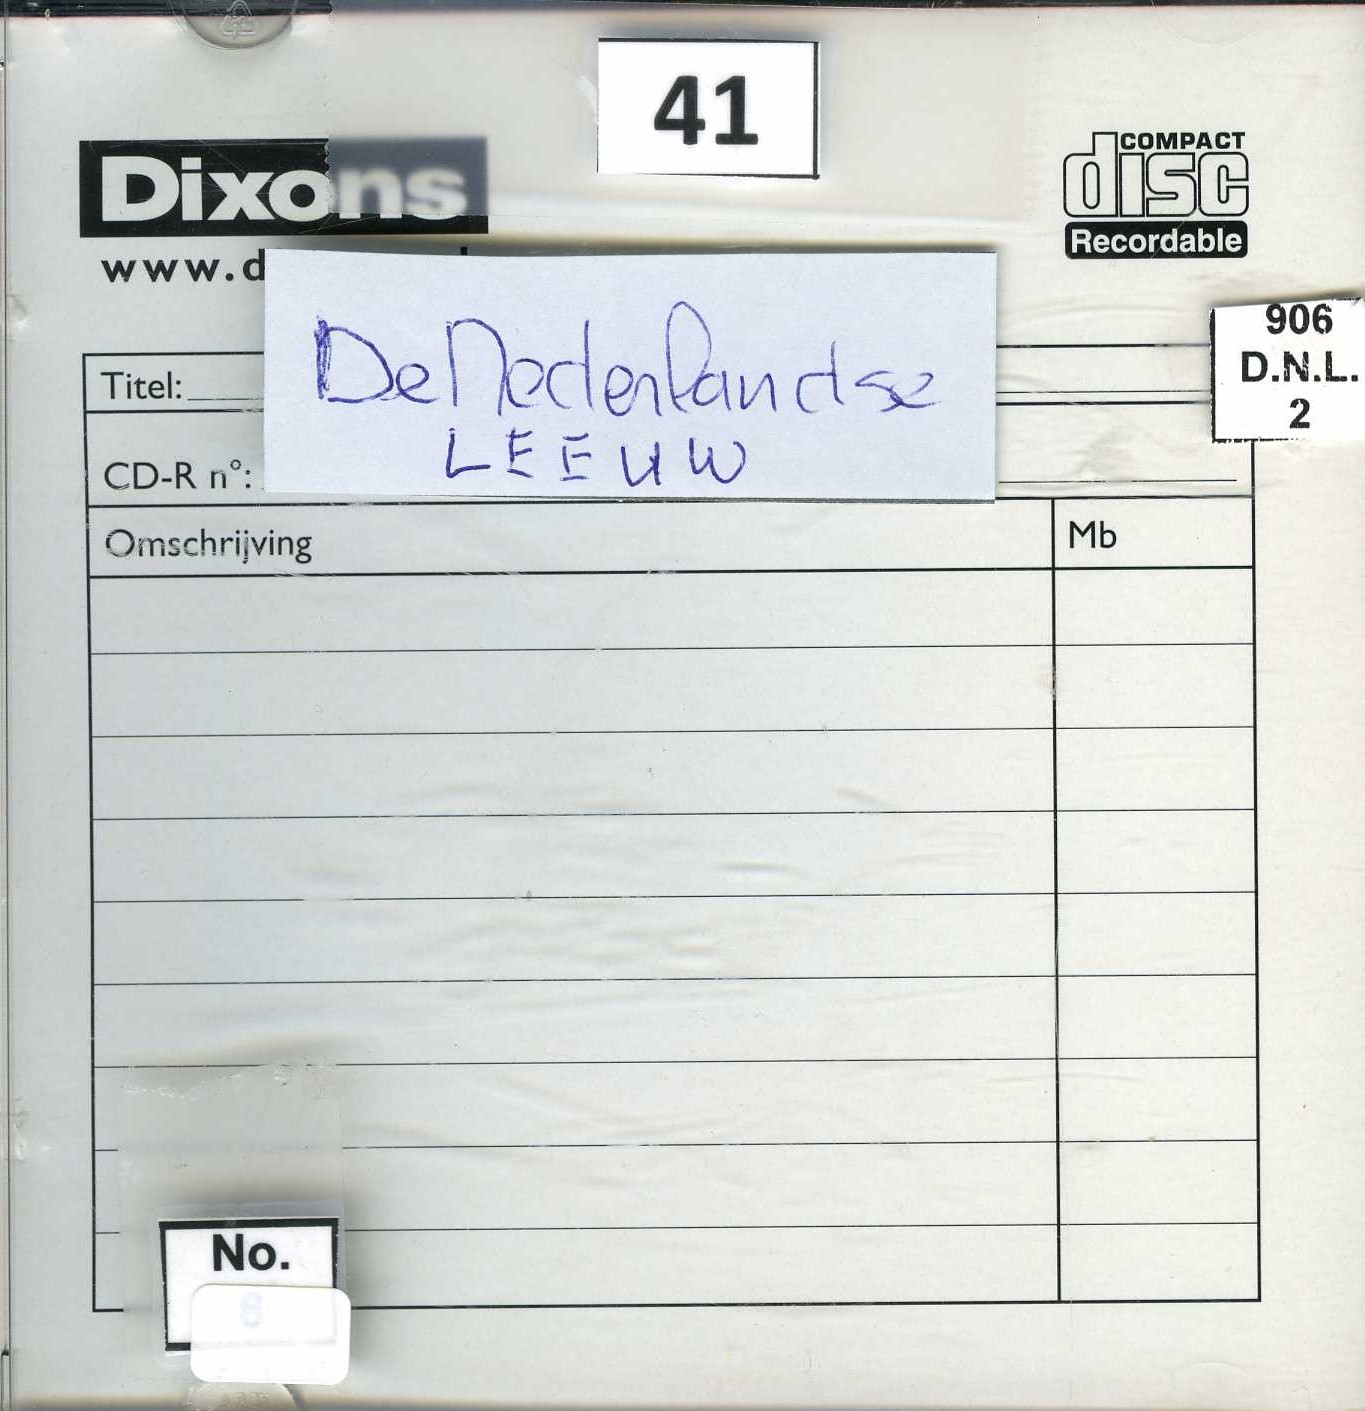 41
Dixons
COMPACT
disc
Recordable
www.d
906
D.N.L.
2
Titel:
De Nederlandse
LEEUW
CD-R n°:
Omschrijving
Mb
No.